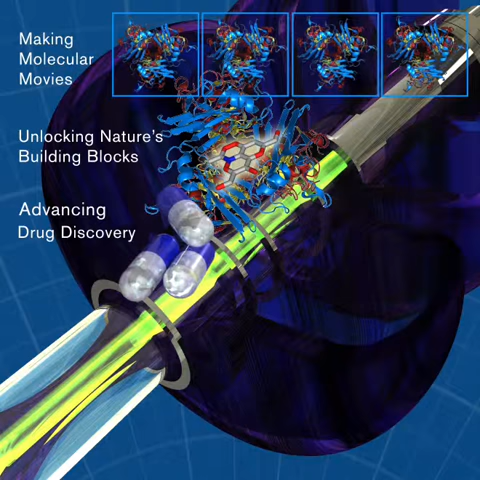 Making
Molecular
Movies
Unlocking Nature's
Building Blocks
Advancing
Drug Discovery